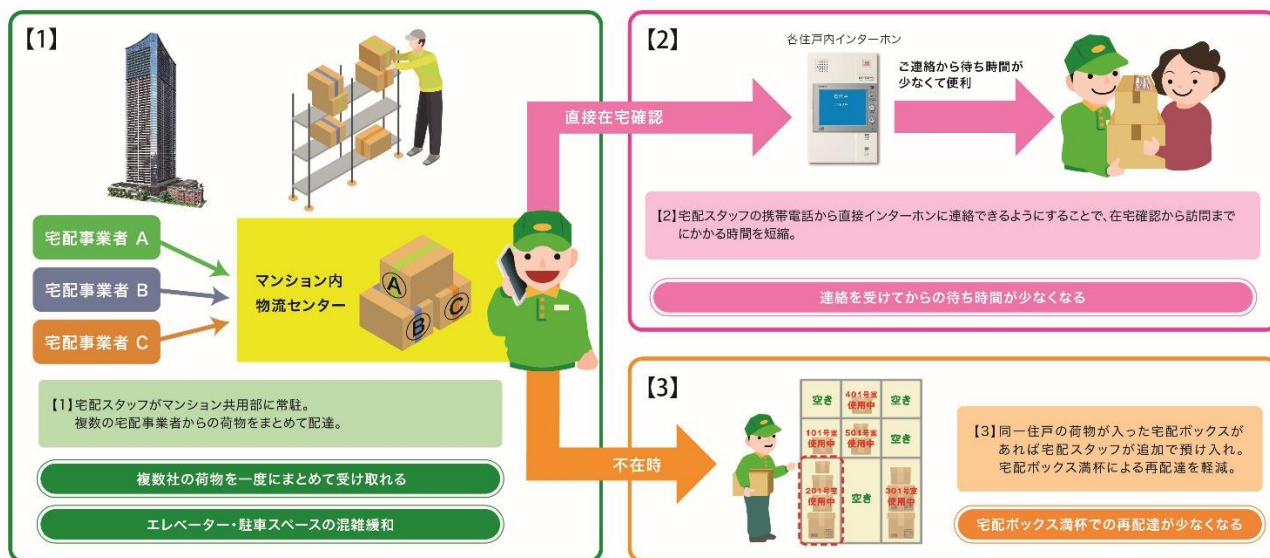 【1】
宅配事業者 A
宅配事業者 B
宅配事業者 C
マンション内
物流センター
A
B
C
【1】宅配スタッフがマンション共用部に常駐。
複数の宅配事業者からの荷物をまとめて配達。
複数社の荷物を一度にまとめて受け取れる
エレベーター・駐車スペースの混雑緩和
直接在宅確認
【2】
各住戸内インターホン
ご連絡から待ち時間が
少なくて便利
【2】宅配スタッフの携帯電話から直接インターホンに連絡できるようにすることで、在宅確認から訪問まで
にかかる時間を短縮。
連絡を受けてからの待ち時間が少なくなる
不在時
【3】
空き
401号室
使用中
空き
101号室
使用中
501号室
使用中
空き
201号室
使用中
空き
301号室
使用中
【3】同一住戸の荷物が入った宅配ボックスが
あれば宅配スタッフが追加で預け入れ。
宅配ボックス満杯による再配達を軽減。
宅配ボックス満杯での再配達が少なくなる